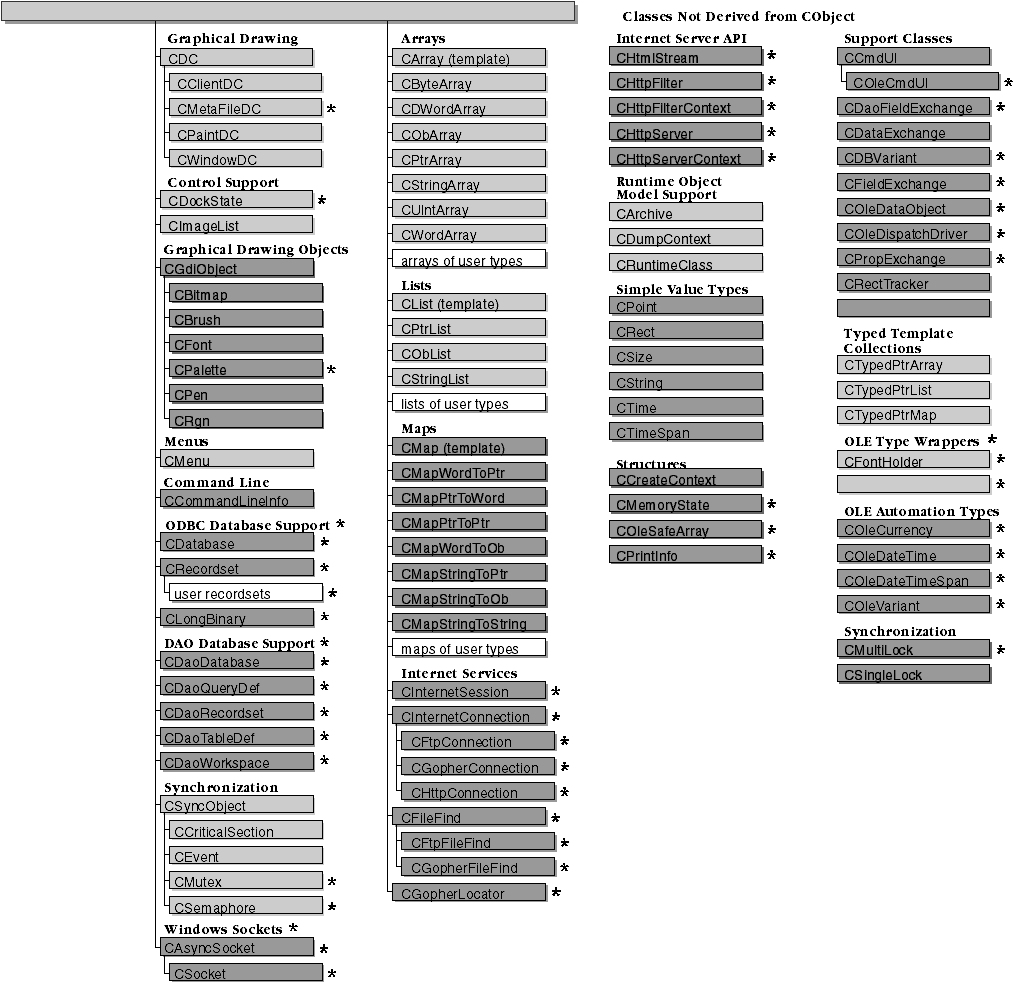 Classes Not Derived from CObject
Graphical Drawing
CDC
CClientDC
CMetaFileDC *
CPaintDC
CWindowDC
Control Support
CDockState *
CImageList
Graphical Drawing Objects
CGdiObject
CBitmap
CBrush
CFont
CPalette *
CPen
CRgn
Menus
CMenu
Command Line
CCommandLineInfo
ODBC Database Support *
CDatabase *
CRecordset *
user recordsets *
CLongBinary *
DAO Database Support *
CDaoDatabase *
CDaoQueryDef *
CDaoRecordset *
CDaoTableDef *
CDaoWorkspace *
Synchronization
CSyncObject
CCriticalSection
CEvent
CMutex *
CSemaphore *
Windows Sockets *
CAsyncSocket *
CSocket *
Arrays
CArray (template)
CByteArray
CDWordArray
CObArray
CPtrArray
CStringArray
CUIntArray
CWordArray
arrays of user types
Lists
CList (template)
CPtrList
CObList
CStringList
lists of user types
Maps
CMap (template)
CMapWordToPtr
CMapPtrToWord
CMapPtrToPtr
CMapWordToOb
CMapStringToPtr
CMapStringToOb
CMapStringToString
maps of user types
Internet Services
CInternetSession *
CInternetConnection *
CFtpConnection *
CGopherConnection *
CHttpConnection *
CFileFind *
CFtpFileFind *
CGopherFileFind *
CGopherLocator *
Internet Server API
CHtmlStream *
CHttpFilter *
CHttpFilterContext *
CHttpServer *
CHttpServerContext *
Runtime Object
Model Support
CArchive
CDumpContext
CRuntimeClass
Simple Value Types
CPoint
CRect
CSize
CString
CTime
CTimeSpan
Structures
CCreateContext
CMemoryState *
COleSafeArray *
CPrintInfo *
Support Classes
CCmdUI
COleCmdUI *
CDaoFieldExchange *
CDataExchange
CDBVariant *
CFieldExchange *
COleDataObject *
COleDispatchDriver *
CPropExchange *
CRectTracker
Typed Template
Collections
CTypedPtrArray
CTypedPtrList
CTypedPtrMap
OLE Type Wrappers *
CFontHolder *
*
OLE Automation Types
COleCurrency *
COleDateTime *
COleDateTimeSpan *
COleVariant *
Synchronization
CMultiLock *
CSingleLock